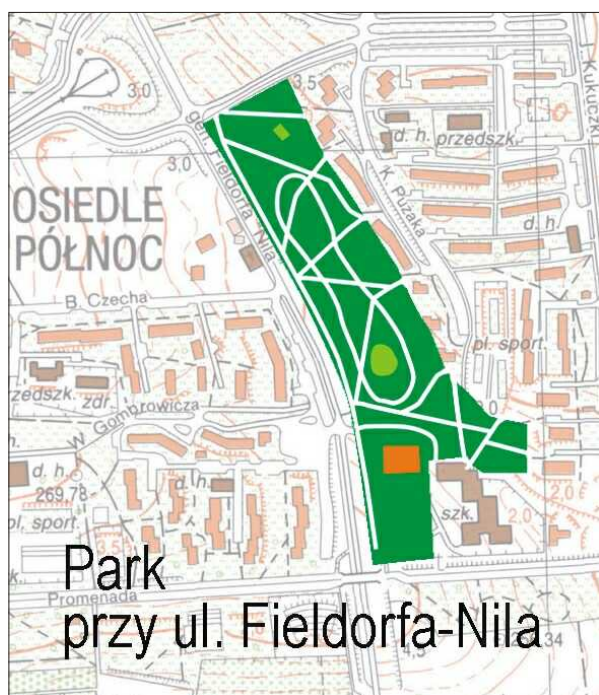 3,5
3,0
Kukuczki
d. h. przedszk.
gen. Fieldorfa - Nila
3,0
K. Pużaka
OSIEDLE
PÓŁNOC
d. h.
B. Czecha
pl. sport.
zedszk.
zdr.
W. Gombrowicza
d. h.
d. h.
269,78
szk.
2,0
pl. sport.
Promenada
Park
przy ul. Fieldorfa-Nila